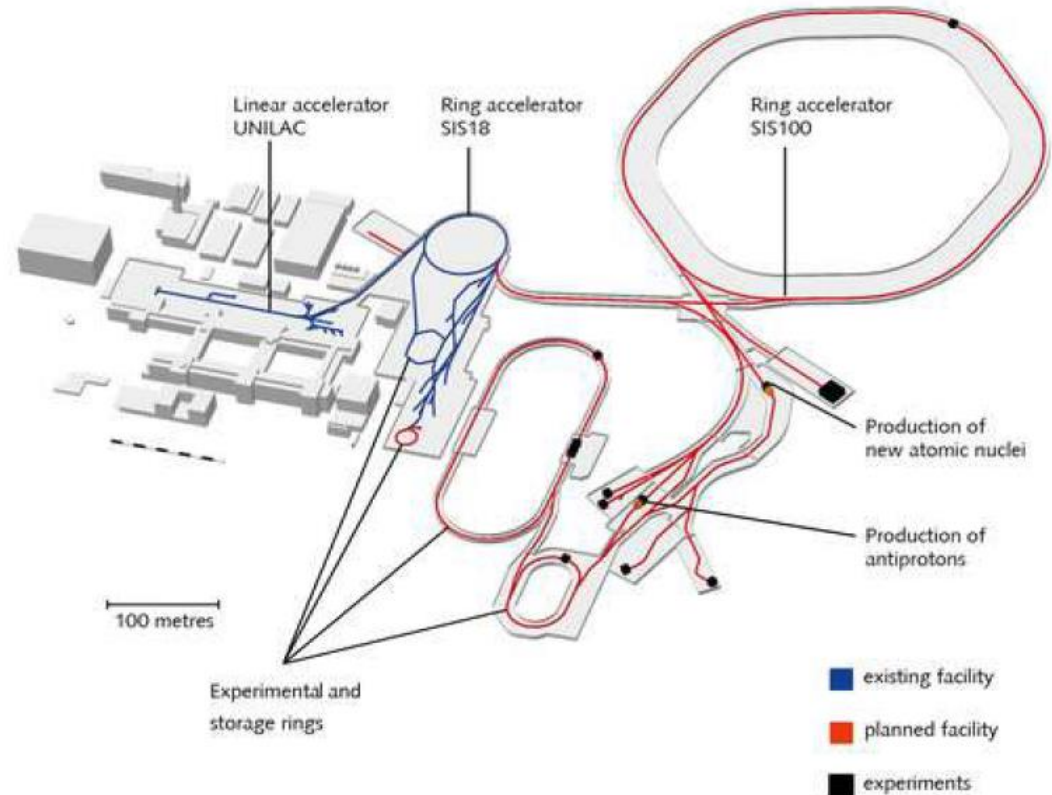 Linear accelerator
UNILAC
Ring accelerator
SIS18
Ring accelerator
SIS100
Production of
new atomic nuclei
Production of
antiprotons
100 metres
Experimental and
storage rings
existing facility
planned facility
experiments